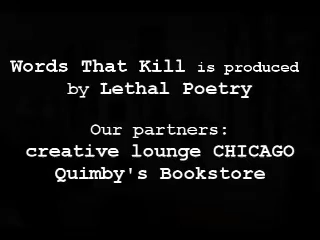 Words That Kill is produced
by Lethal Poetry
Our partners:
creative lounge CHICAGO
Quimby's Bookstore